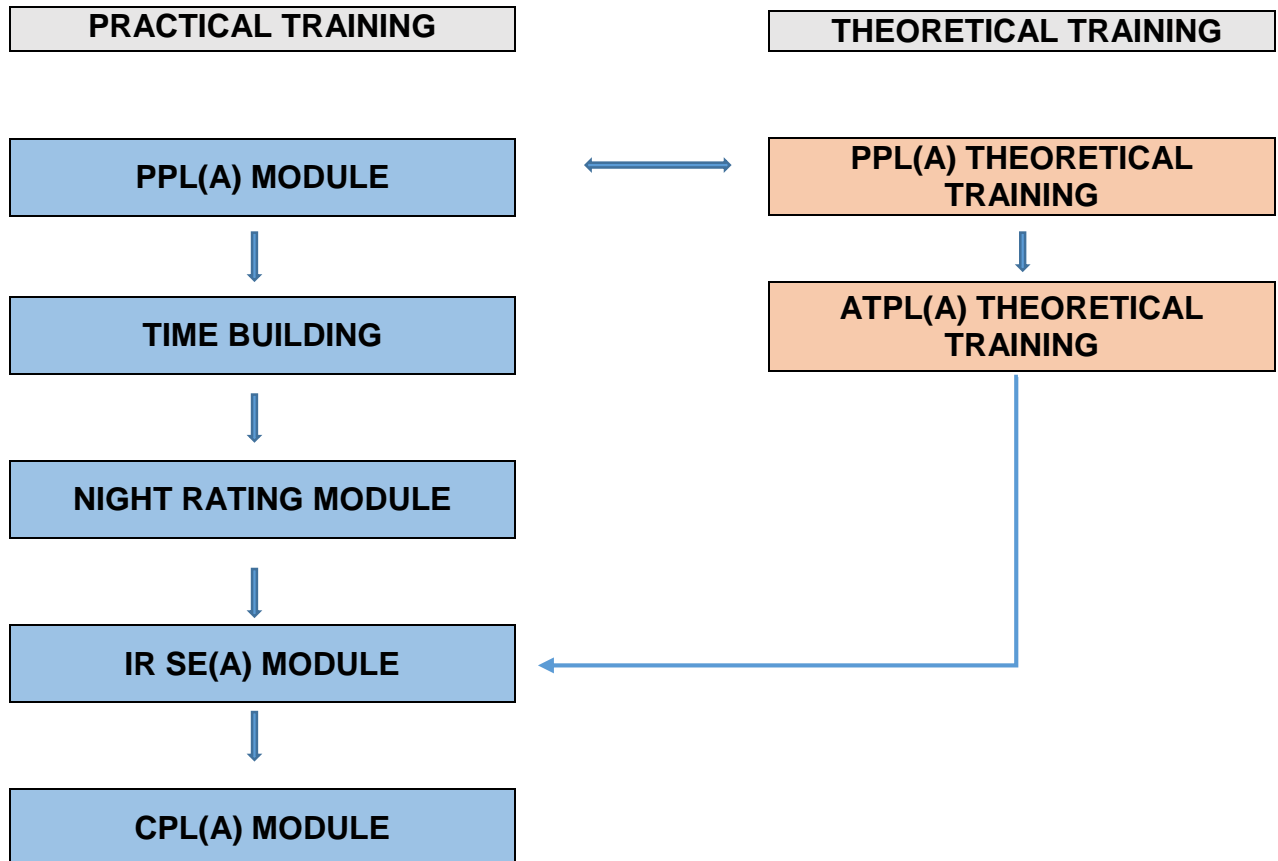 PRACTICAL TRAINING
THEORETICAL TRAINING
PPL(A) MODULE
PPL(A) THEORETICAL
TRAINING
TIME BUILDING
ATPL(A) THEORETICAL
TRAINING
NIGHT RATING MODULE
IR SE(A) MODULE
CPL(A) MODULE